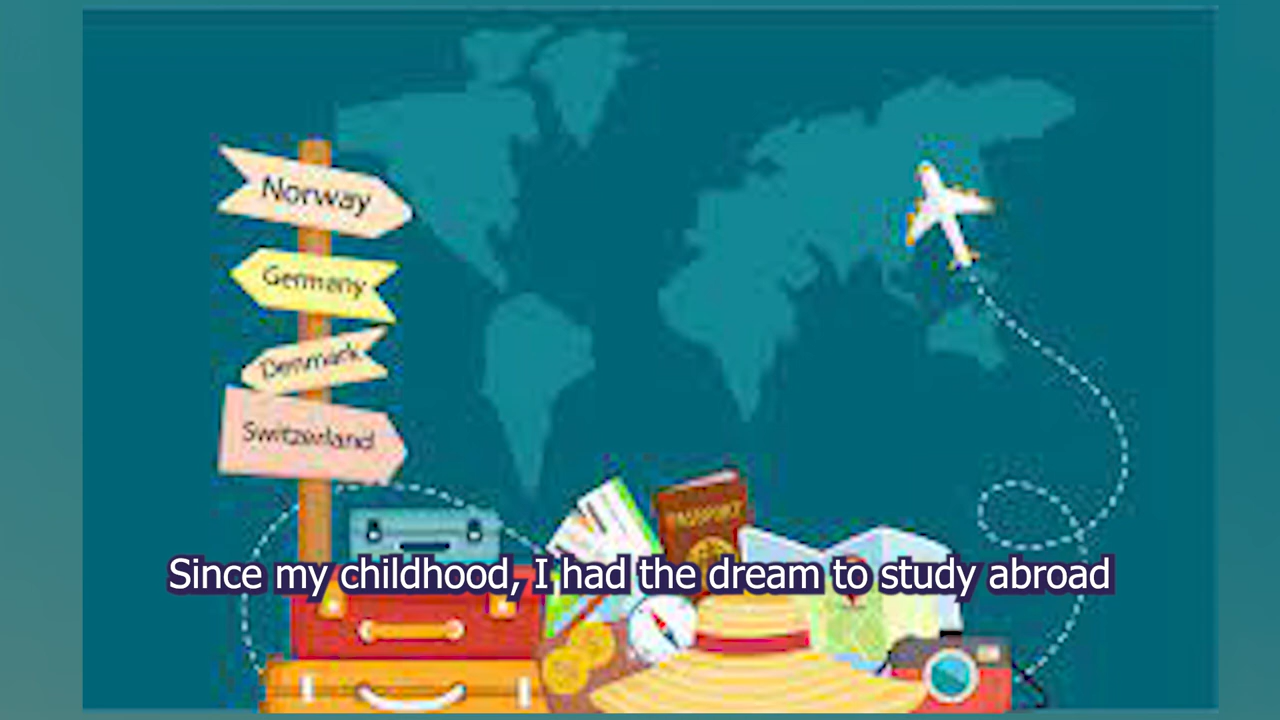 Norway
Germany
Denmark
Switzerland
PASSPORT
Since my childhood, I had the dream to study abroad